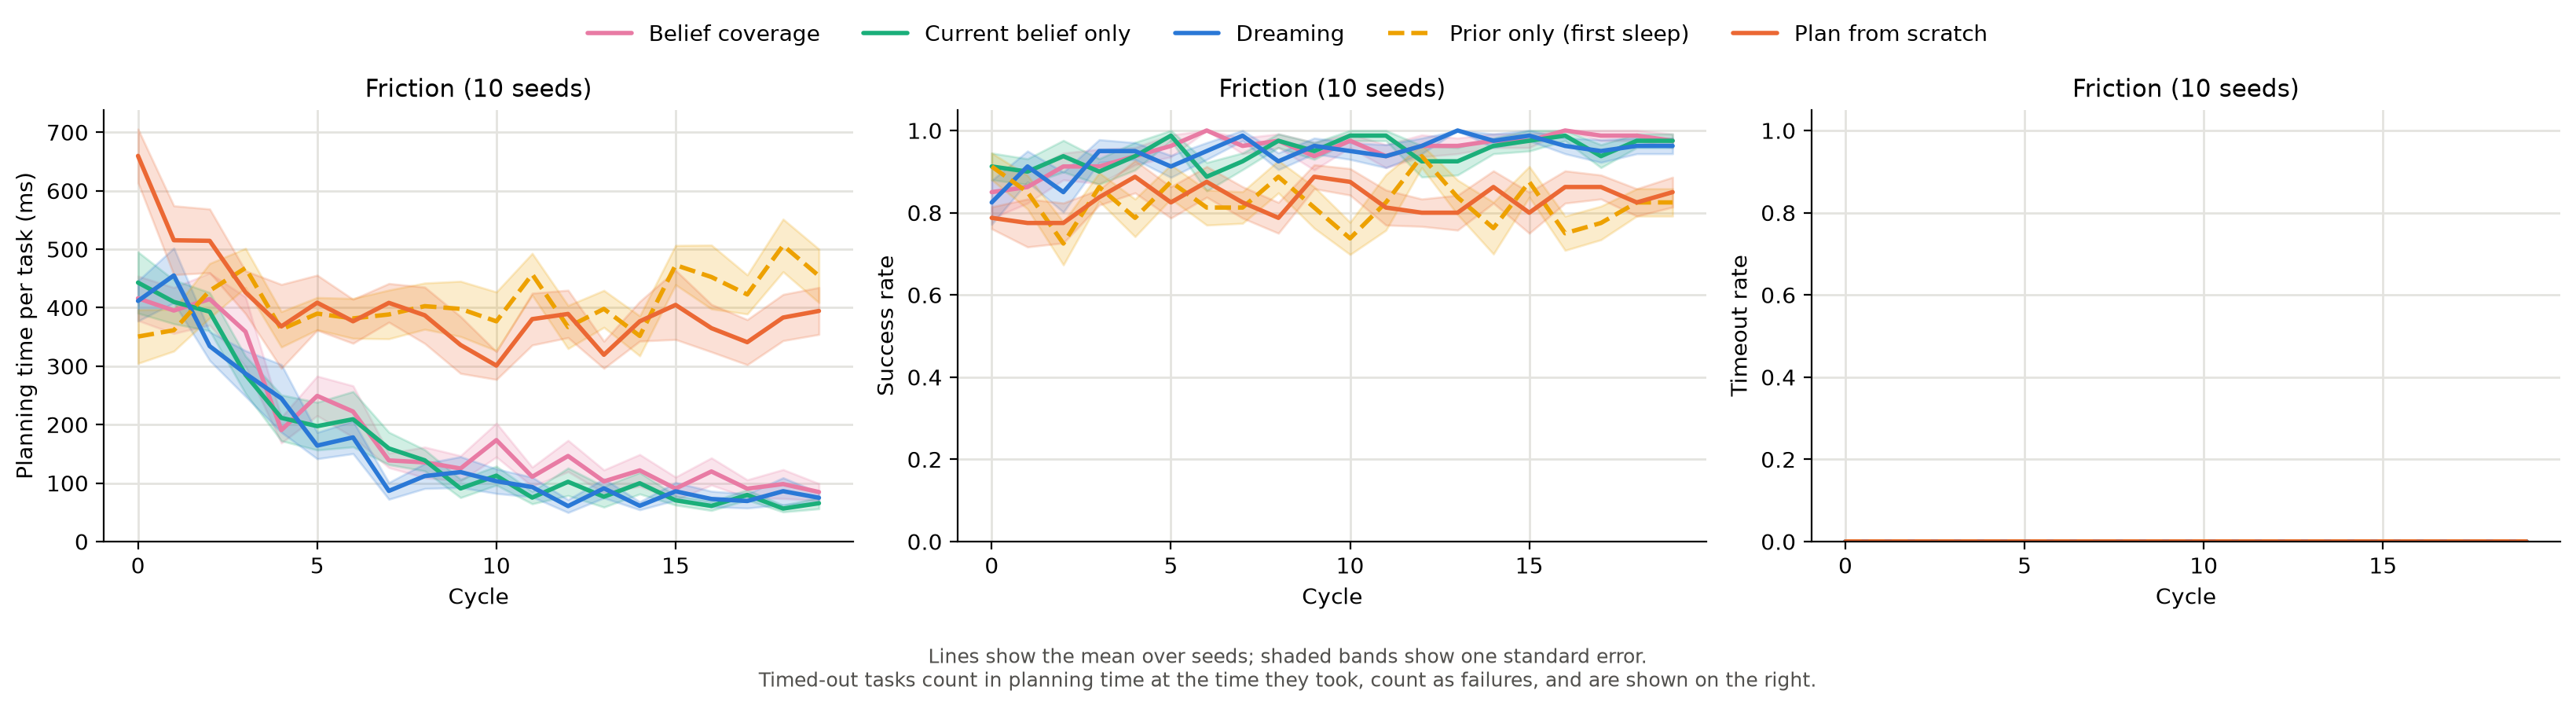 Belief coverage Current belief only Dreaming Prior only (first sleep) Plan from scratch
Friction (10 seeds)
700
600
500
400
300
200
100
0
Planning time per task (ms)
0 5 10 15
Cycle
Friction (10 seeds)
1.0
0.8
0.6
0.4
0.2
0.0
Success rate
0 5 10 15
Cycle
Friction (10 seeds)
1.0
0.8
0.6
0.4
0.2
0.0
Timeout rate
0 5 10 15
Cycle
Lines show the mean over seeds; shaded bands show one standard error.
Timed-out tasks count in planning time at the time they took, count as failures, and are shown on the right.